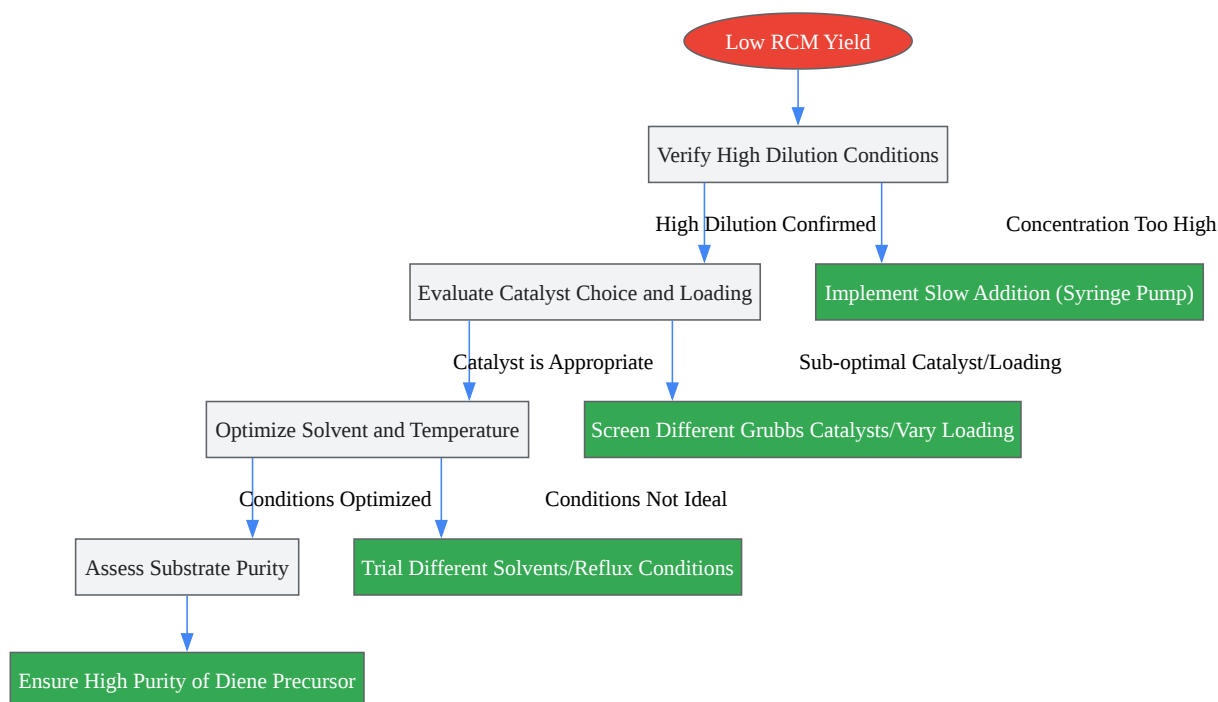 Low RCM Yield
Verify High Dilution Conditions
High Dilution Confirmed
Concentration Too High
Evaluate Catalyst Choice and Loading
Implement Slow Addition (Syringe Pump)
Catalyst is Appropriate
Sub-optimal Catalyst/Loading
Optimize Solvent and Temperature
Screen Different Grubbs Catalysts/Vary Loading
Conditions Optimized
Conditions Not Ideal
Assess Substrate Purity
Trial Different Solvents/Reflux Conditions
Ensure High Purity of Diene Precursor